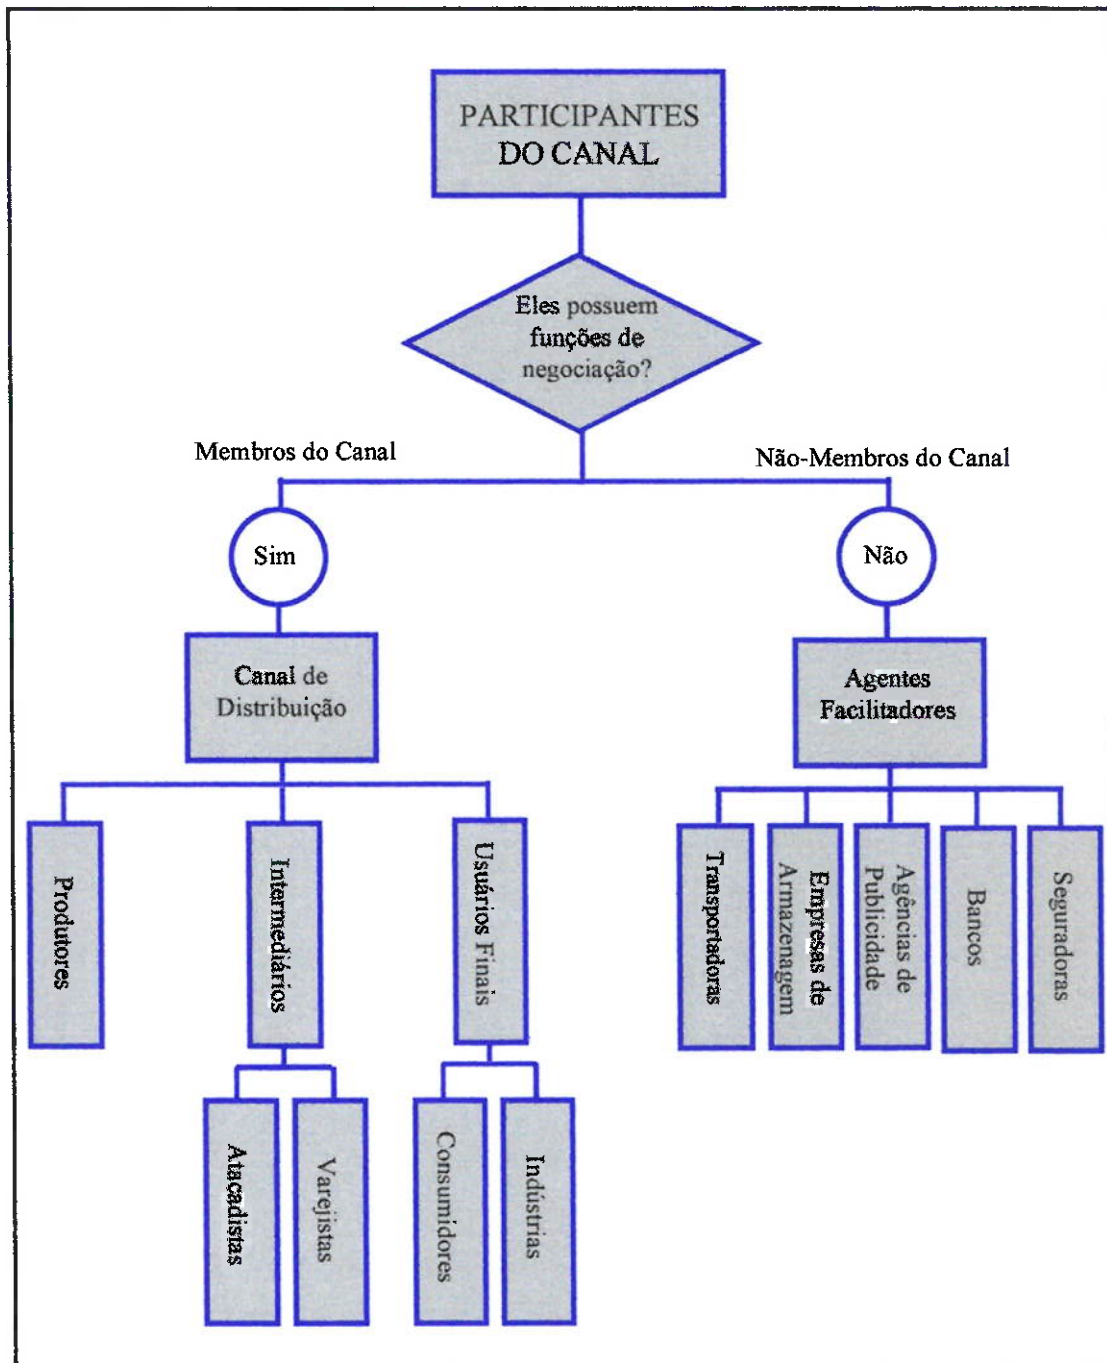 PARTICIPANTES
DO CANAL
Eles possuem
funções de
negociação?
Membros do Canal
Não-Membros do Canal
Sim
Não
Canal de
Distribuição
Agentes
Facilitadores
Produtores
Intermediários
Usuários Finais
Transportadoras
Empresas de
Armazenagem
Agências de
Publicidade
Bancos
Seguradoras
Atacadistas
Varejistas
Consumidores
Indústrias